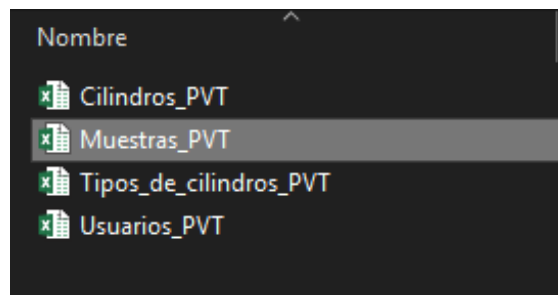 Nombre
Cilindros_PVT
Muestras_PVT
Tipos_de_cilindros_PVT
Usuarios_PVT